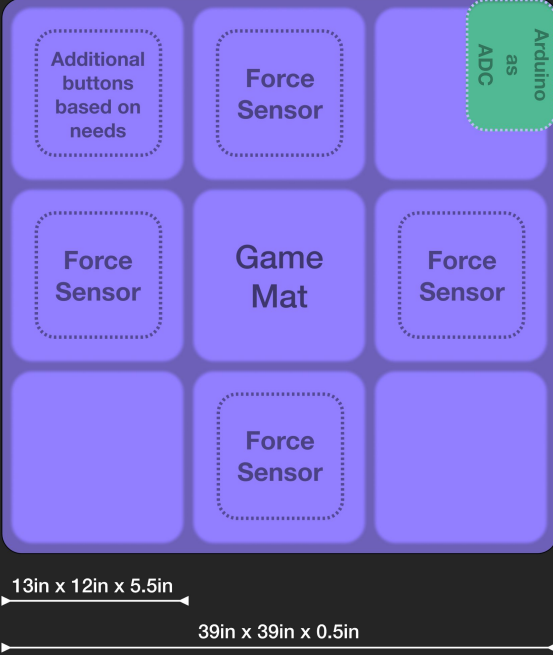 Additional
buttons
based on
needs
Force
Sensor
Arduino
as
ADC
Force
Sensor
Game
Mat
Force
Sensor
Force
Sensor
13in x 12in x 5.5in
39in x 39in x 0.5in